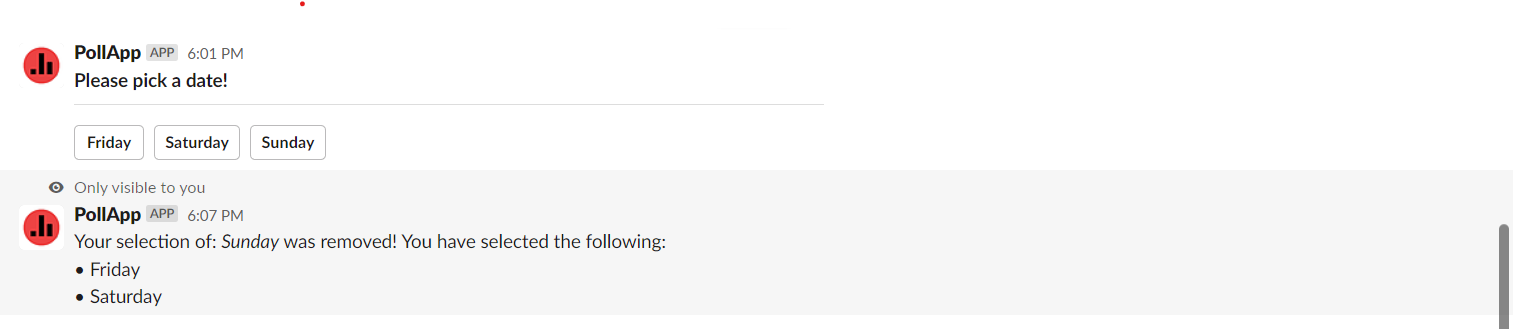 PollApp APP 6:01 PM
Please pick a date!
Friday Saturday Sunday
Only visible to you
PollApp APP 6:07 PM
Your selection of: Sunday was removed! You have selected the following:
• Friday
• Saturday